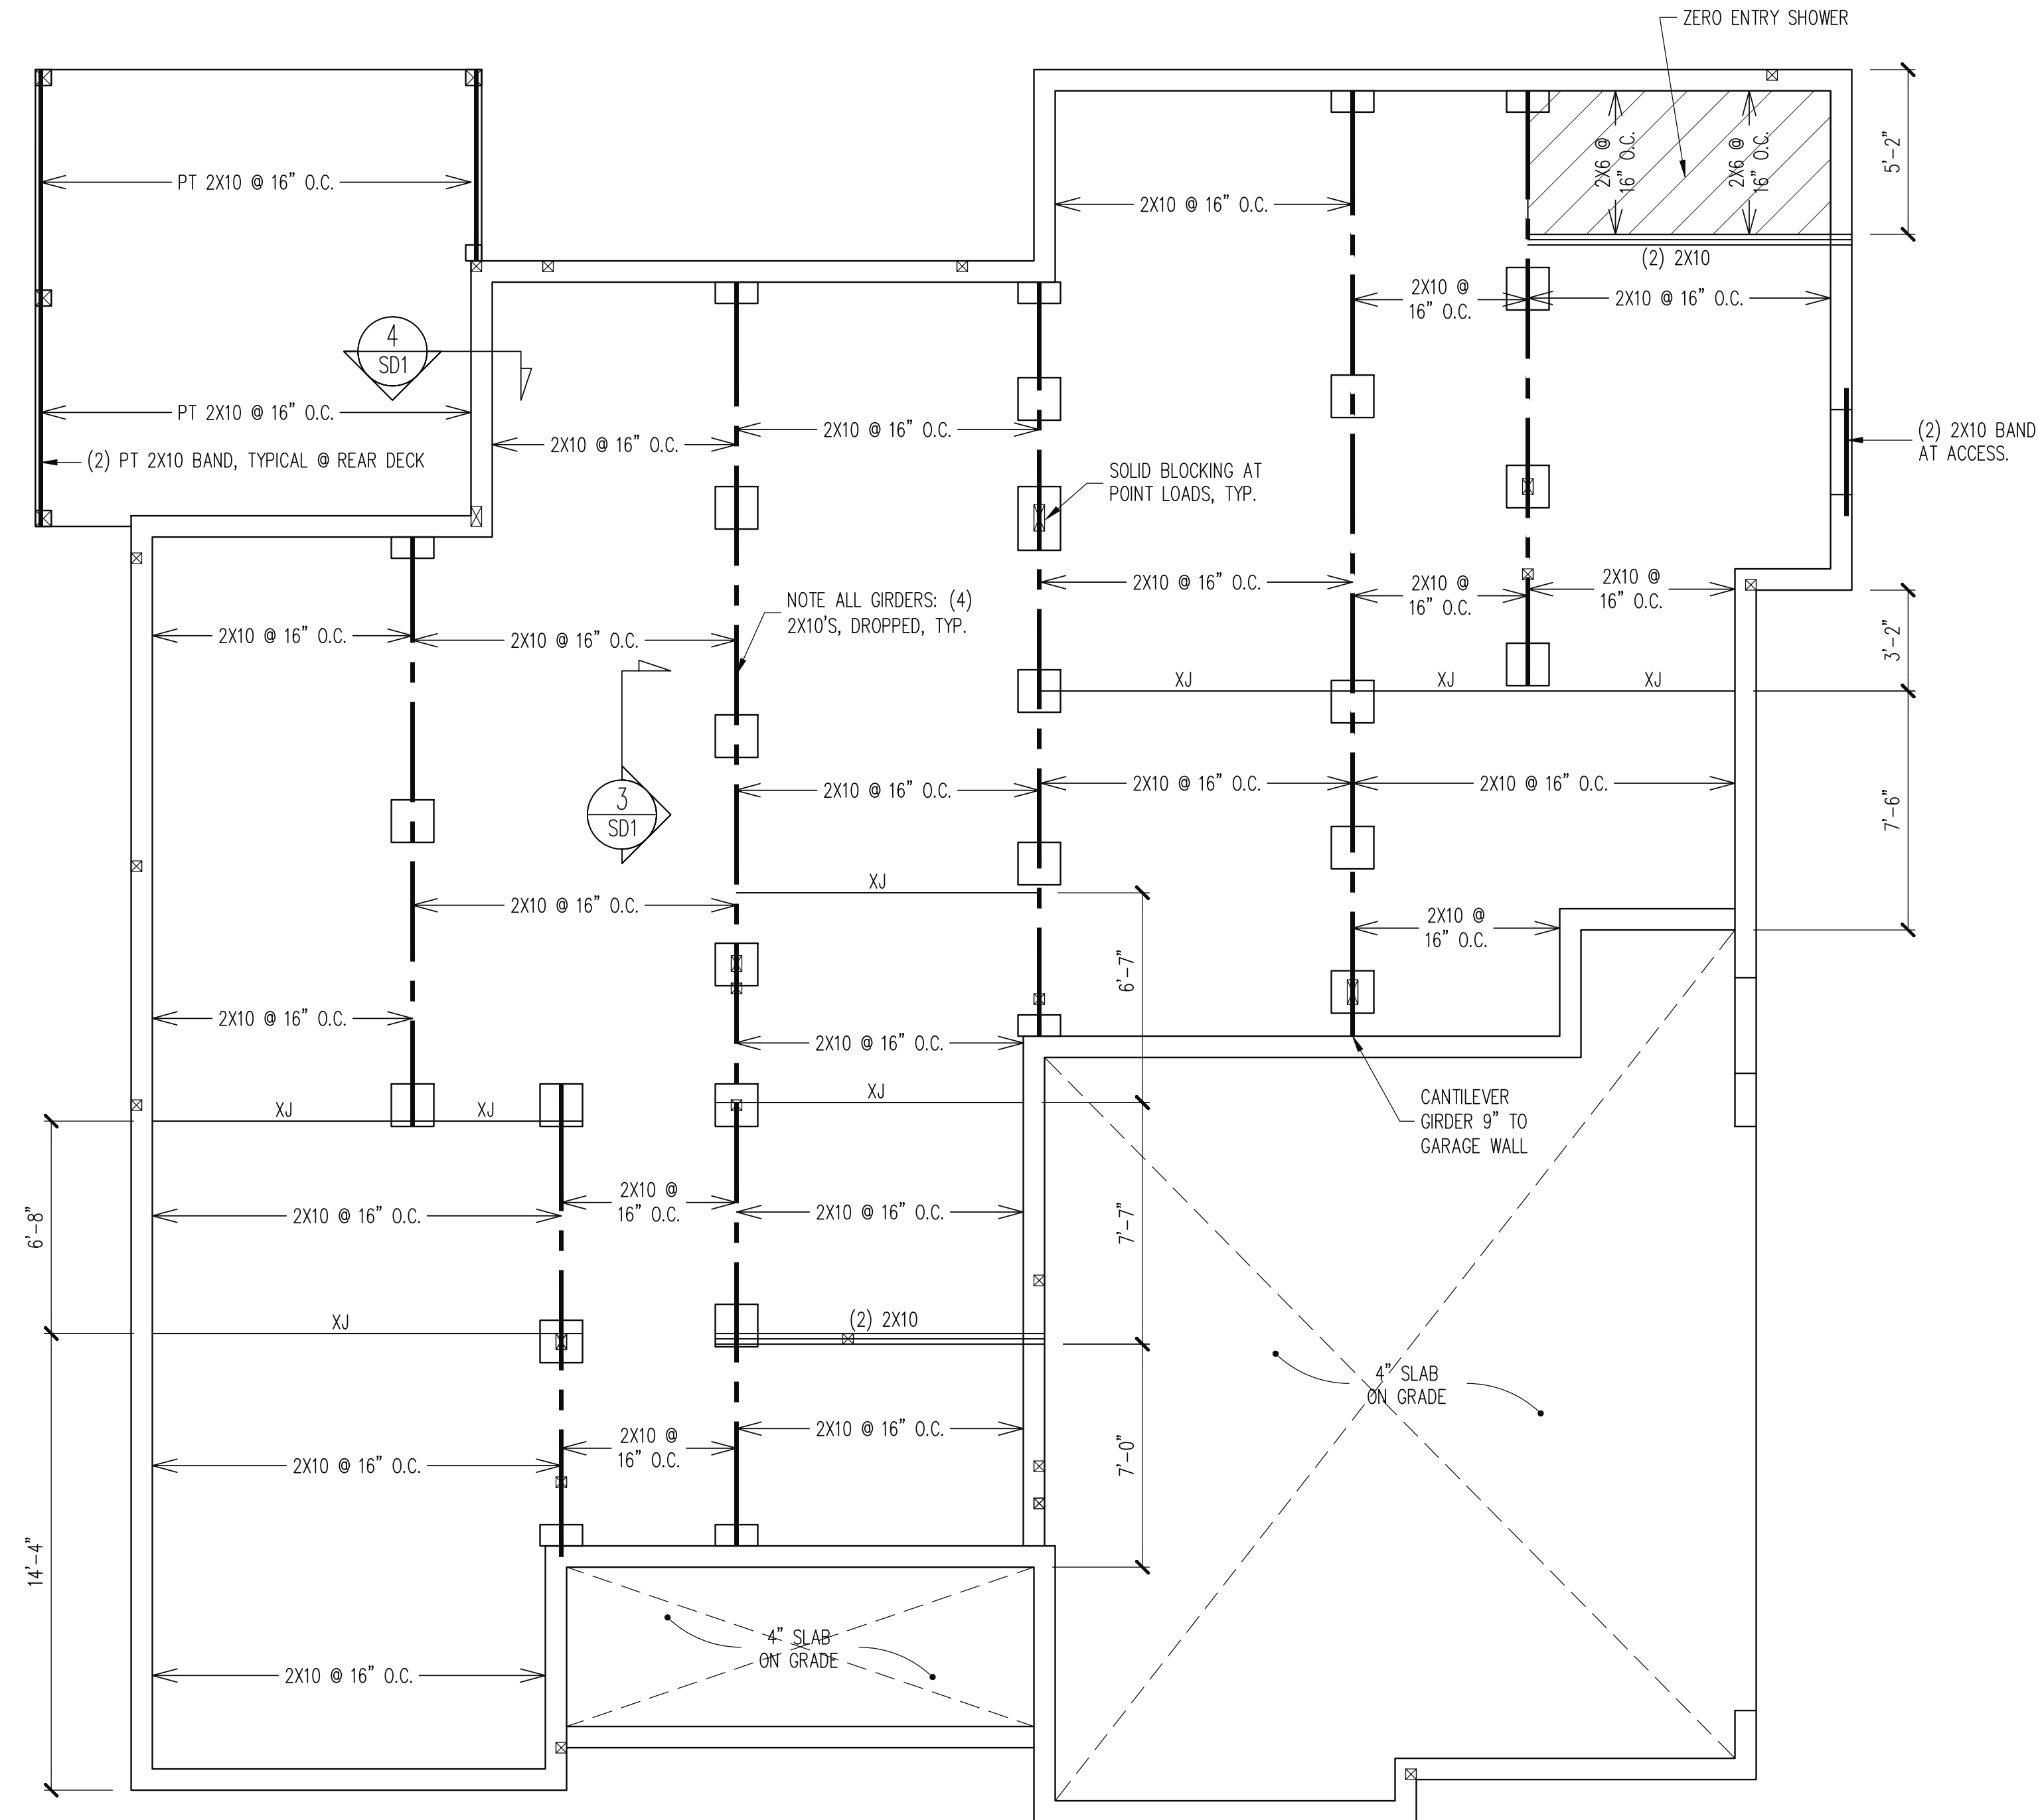 ZERO ENTRY SHOWER
5'-2"
2X6 @
16" O.C.
2X6 @
16" O.C.
PT 2X10 @ 16" O.C.
2X10 @ 16" O.C.
(2) 2X10
2X10 @
16" O.C.
2X10 @ 16" O.C.
4
SD1
PT 2X10 @ 16" O.C.
2X10 @ 16" O.C.
2X10 @ 16" O.C.
(2) 2X10 BAND
AT ACCESS.
(2) PT 2X10 BAND, TYPICAL @ REAR DECK
SOLID BLOCKING AT
POINT LOADS, TYP.
2X10 @ 16" O.C.
2X10 @
16" O.C.
2X10 @
16" O.C.
NOTE ALL GIRDERS: (4)
2X10'S, DROPPED, TYP.
2X10 @ 16" O.C.
2X10 @ 16" O.C.
3'-2"
XJ
XJ
XJ
3
SD1
2X10 @ 16" O.C.
2X10 @ 16" O.C.
2X10 @ 16" O.C.
7'-6"
XJ
2X10 @ 16" O.C.
2X10 @
16" O.C.
6'-7"
2X10 @ 16" O.C.
2X10 @ 16" O.C.
XJ
XJ
XJ
CANTILEVER
GIRDER 9" TO
GARAGE WALL
2X10 @ 16" O.C.
2X10 @
16" O.C.
2X10 @ 16" O.C.
6'-8"
7'-7"
XJ
(2) 2X10
4" SLAB
ON GRADE
2X10 @ 16" O.C.
2X10 @
16" O.C.
2X10 @ 16" O.C.
7'-0"
14'-4"
4" SLAB
ON GRADE
2X10 @ 16" O.C.